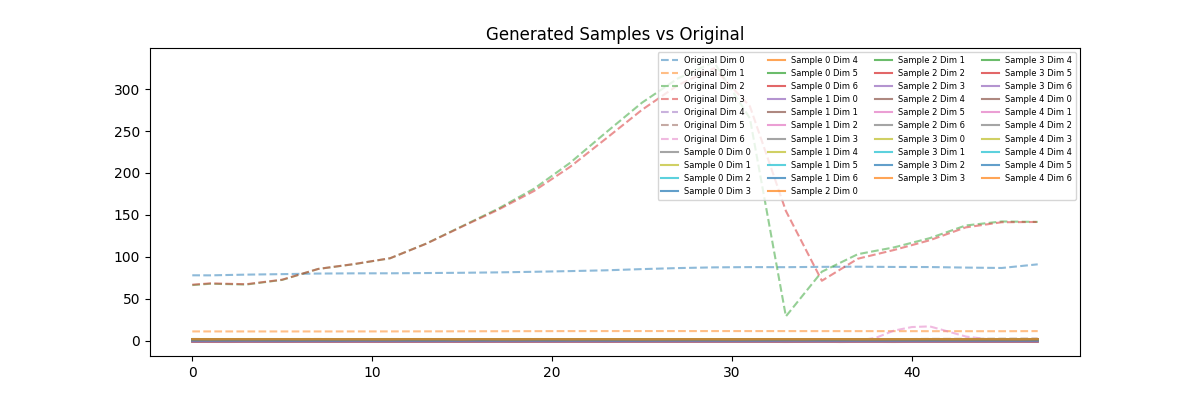 Generated Samples vs Original
300
250
200
150
100
50
0
0 10 20 30 40
Original Dim 0 Sample 0 Dim 4 Sample 2 Dim 1 Sample 3 Dim 4
Original Dim 1 Sample 0 Dim 5 Sample 2 Dim 2 Sample 3 Dim 5
Original Dim 2 Sample 0 Dim 6 Sample 2 Dim 3 Sample 3 Dim 6
Original Dim 3 Sample 1 Dim 0 Sample 2 Dim 4 Sample 4 Dim 0
Original Dim 4 Sample 1 Dim 1 Sample 2 Dim 5 Sample 4 Dim 1
Original Dim 5 Sample 1 Dim 2 Sample 2 Dim 6 Sample 4 Dim 2
Original Dim 6 Sample 1 Dim 3 Sample 3 Dim 0 Sample 4 Dim 3
Sample 0 Dim 0 Sample 1 Dim 4 Sample 3 Dim 1 Sample 4 Dim 4
Sample 0 Dim 1 Sample 1 Dim 5 Sample 3 Dim 2 Sample 4 Dim 5
Sample 0 Dim 2 Sample 1 Dim 6 Sample 3 Dim 3 Sample 4 Dim 6
Sample 0 Dim 3 Sample 2 Dim 0